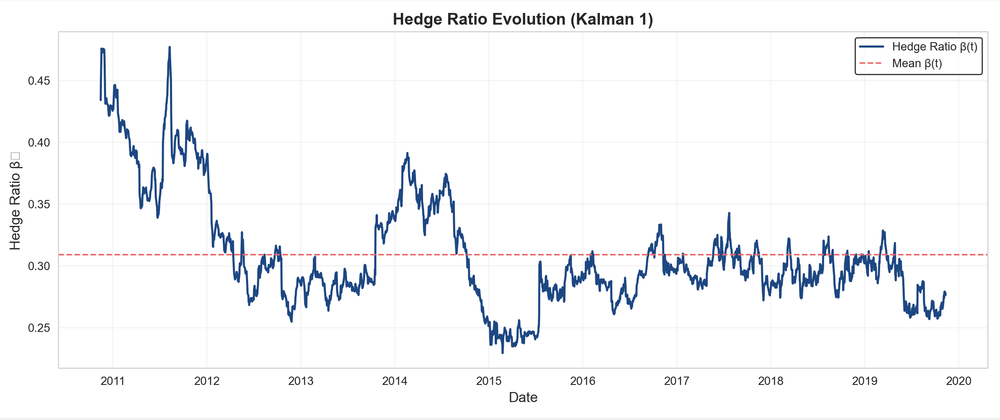 Hedge Ratio Evolution (Kalman 1)
Hedge Ratio β(t)
Mean β(t)
0.45
0.40
0.35
0.30
0.25
Hedge Ratio β□
2011 2012 2013 2014 2015 2016 2017 2018 2019 2020
Date